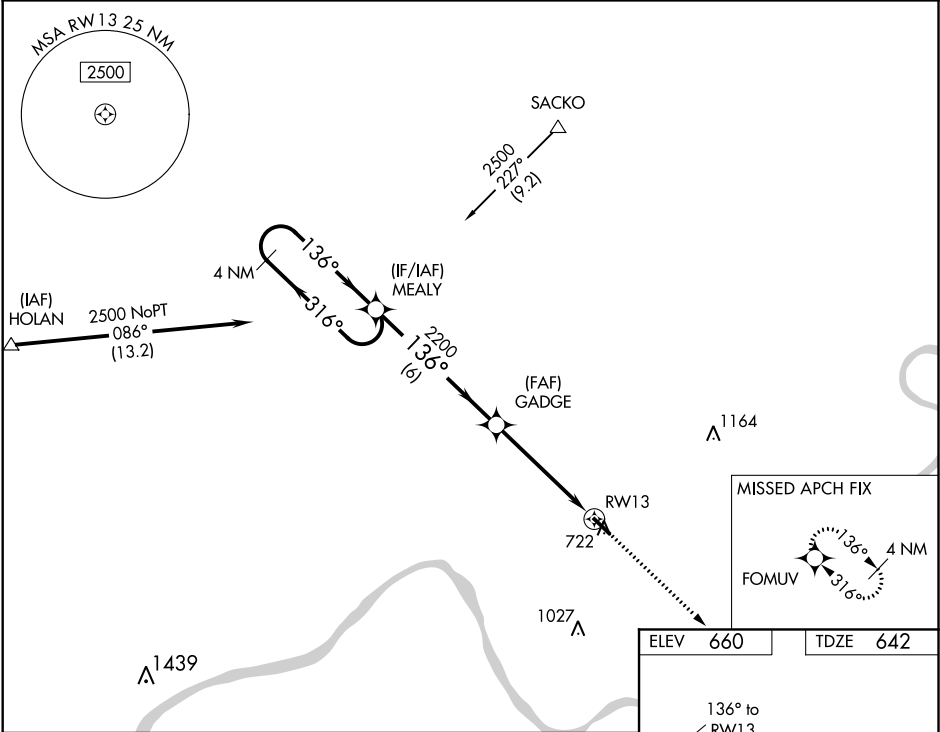 MSA RW13 25 NM
2500
SACKO
2500
227°
(9.2)
136°
4 NM
316°
(IF/IAF)
MEALY
(IAF)
HOLAN
2500 NoPT
086°
(13.2)
2200
136°
(6)
(FAF)
GADGE
1164
RW13
722
MISSED APCH FIX
136°
4 NM
FOMUV
316°
1027
1439
ELEV 660
TDZE 642
136° to
RW13